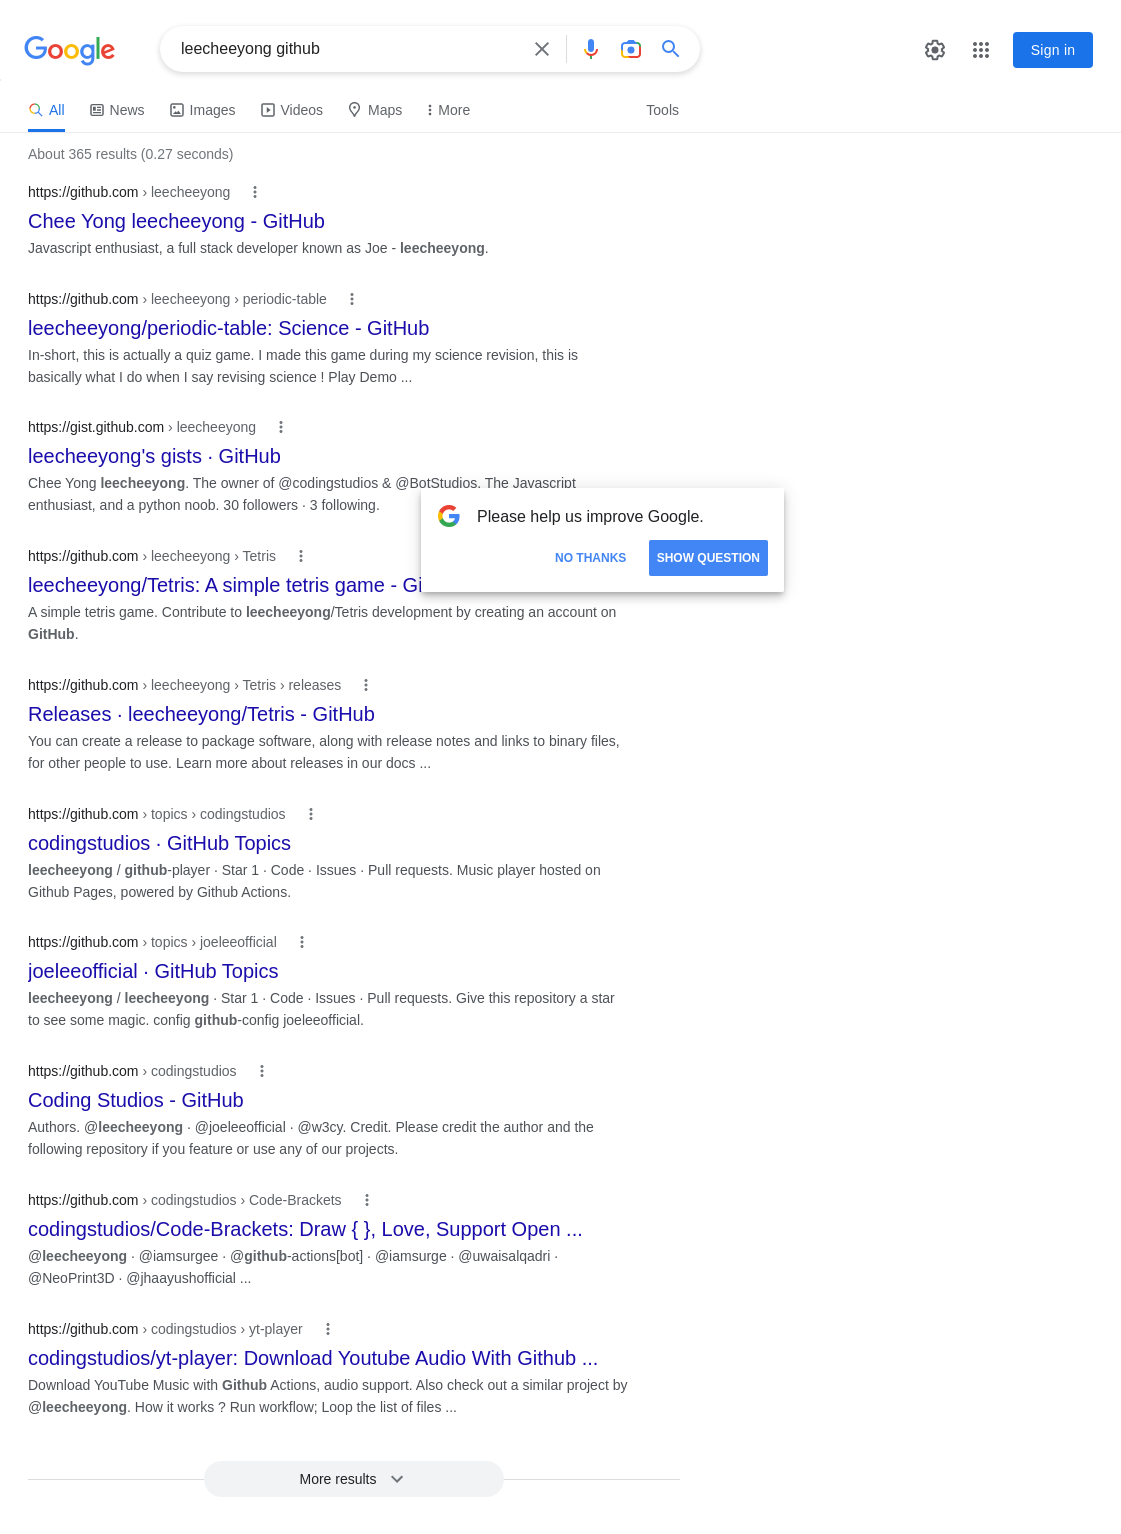 Google
leecheeyong github
Sign in
All
News
Images
Videos
Maps
More
Tools
About 365 results (0.27 seconds)
https://github.com › leecheeyong
Chee Yong leecheeyong - GitHub
Javascript enthusiast, a full stack developer known as Joe - leecheeyong.
https://github.com › leecheeyong › periodic-table
leecheeyong/periodic-table: Science - GitHub
In-short, this is actually a quiz game. I made this game during my science revision, this is
basically what I do when I say revising science ! Play Demo ...
https://gist.github.com › leecheeyong
leecheeyong's gists · GitHub
Chee Yong leecheeyong. The owner of @codingstudios & @BotStudios. The Javascript
enthusiast, and a python noob. 30 followers · 3 following.
Please help us improve Google.
NO THANKS
SHOW QUESTION
https://github.com › leecheeyong › Tetris
leecheeyong/Tetris: A simple tetris game - Gi
A simple tetris game. Contribute to leecheeyong/Tetris development by creating an account on
GitHub.
https://github.com › leecheeyong › Tetris › releases
Releases · leecheeyong/Tetris - GitHub
You can create a release to package software, along with release notes and links to binary files,
for other people to use. Learn more about releases in our docs ...
https://github.com › topics › codingstudios
codingstudios · GitHub Topics
leecheeyong / github-player · Star 1 · Code · Issues · Pull requests. Music player hosted on
Github Pages, powered by Github Actions.
https://github.com › topics › joeleeofficial
joeleeofficial · GitHub Topics
leecheeyong / leecheeyong · Star 1 · Code · Issues · Pull requests. Give this repository a star
to see some magic. config github-config joeleeofficial.
https://github.com › codingstudios
Coding Studios - GitHub
Authors. @leecheeyong · @joeleeofficial · @w3cy. Credit. Please credit the author and the
following repository if you feature or use any of our projects.
https://github.com › codingstudios › Code-Brackets
codingstudios/Code-Brackets: Draw { }, Love, Support Open ...
@leecheeyong · @iamsurgee · @github-actions[bot] · @iamsurge · @uwaisalqadri ·
@NeoPrint3D · @jhaayushofficial ...
https://github.com › codingstudios › yt-player
codingstudios/yt-player: Download Youtube Audio With Github ...
Download YouTube Music with Github Actions, audio support. Also check out a similar project by
@leecheeyong. How it works ? Run workflow; Loop the list of files ...
More results